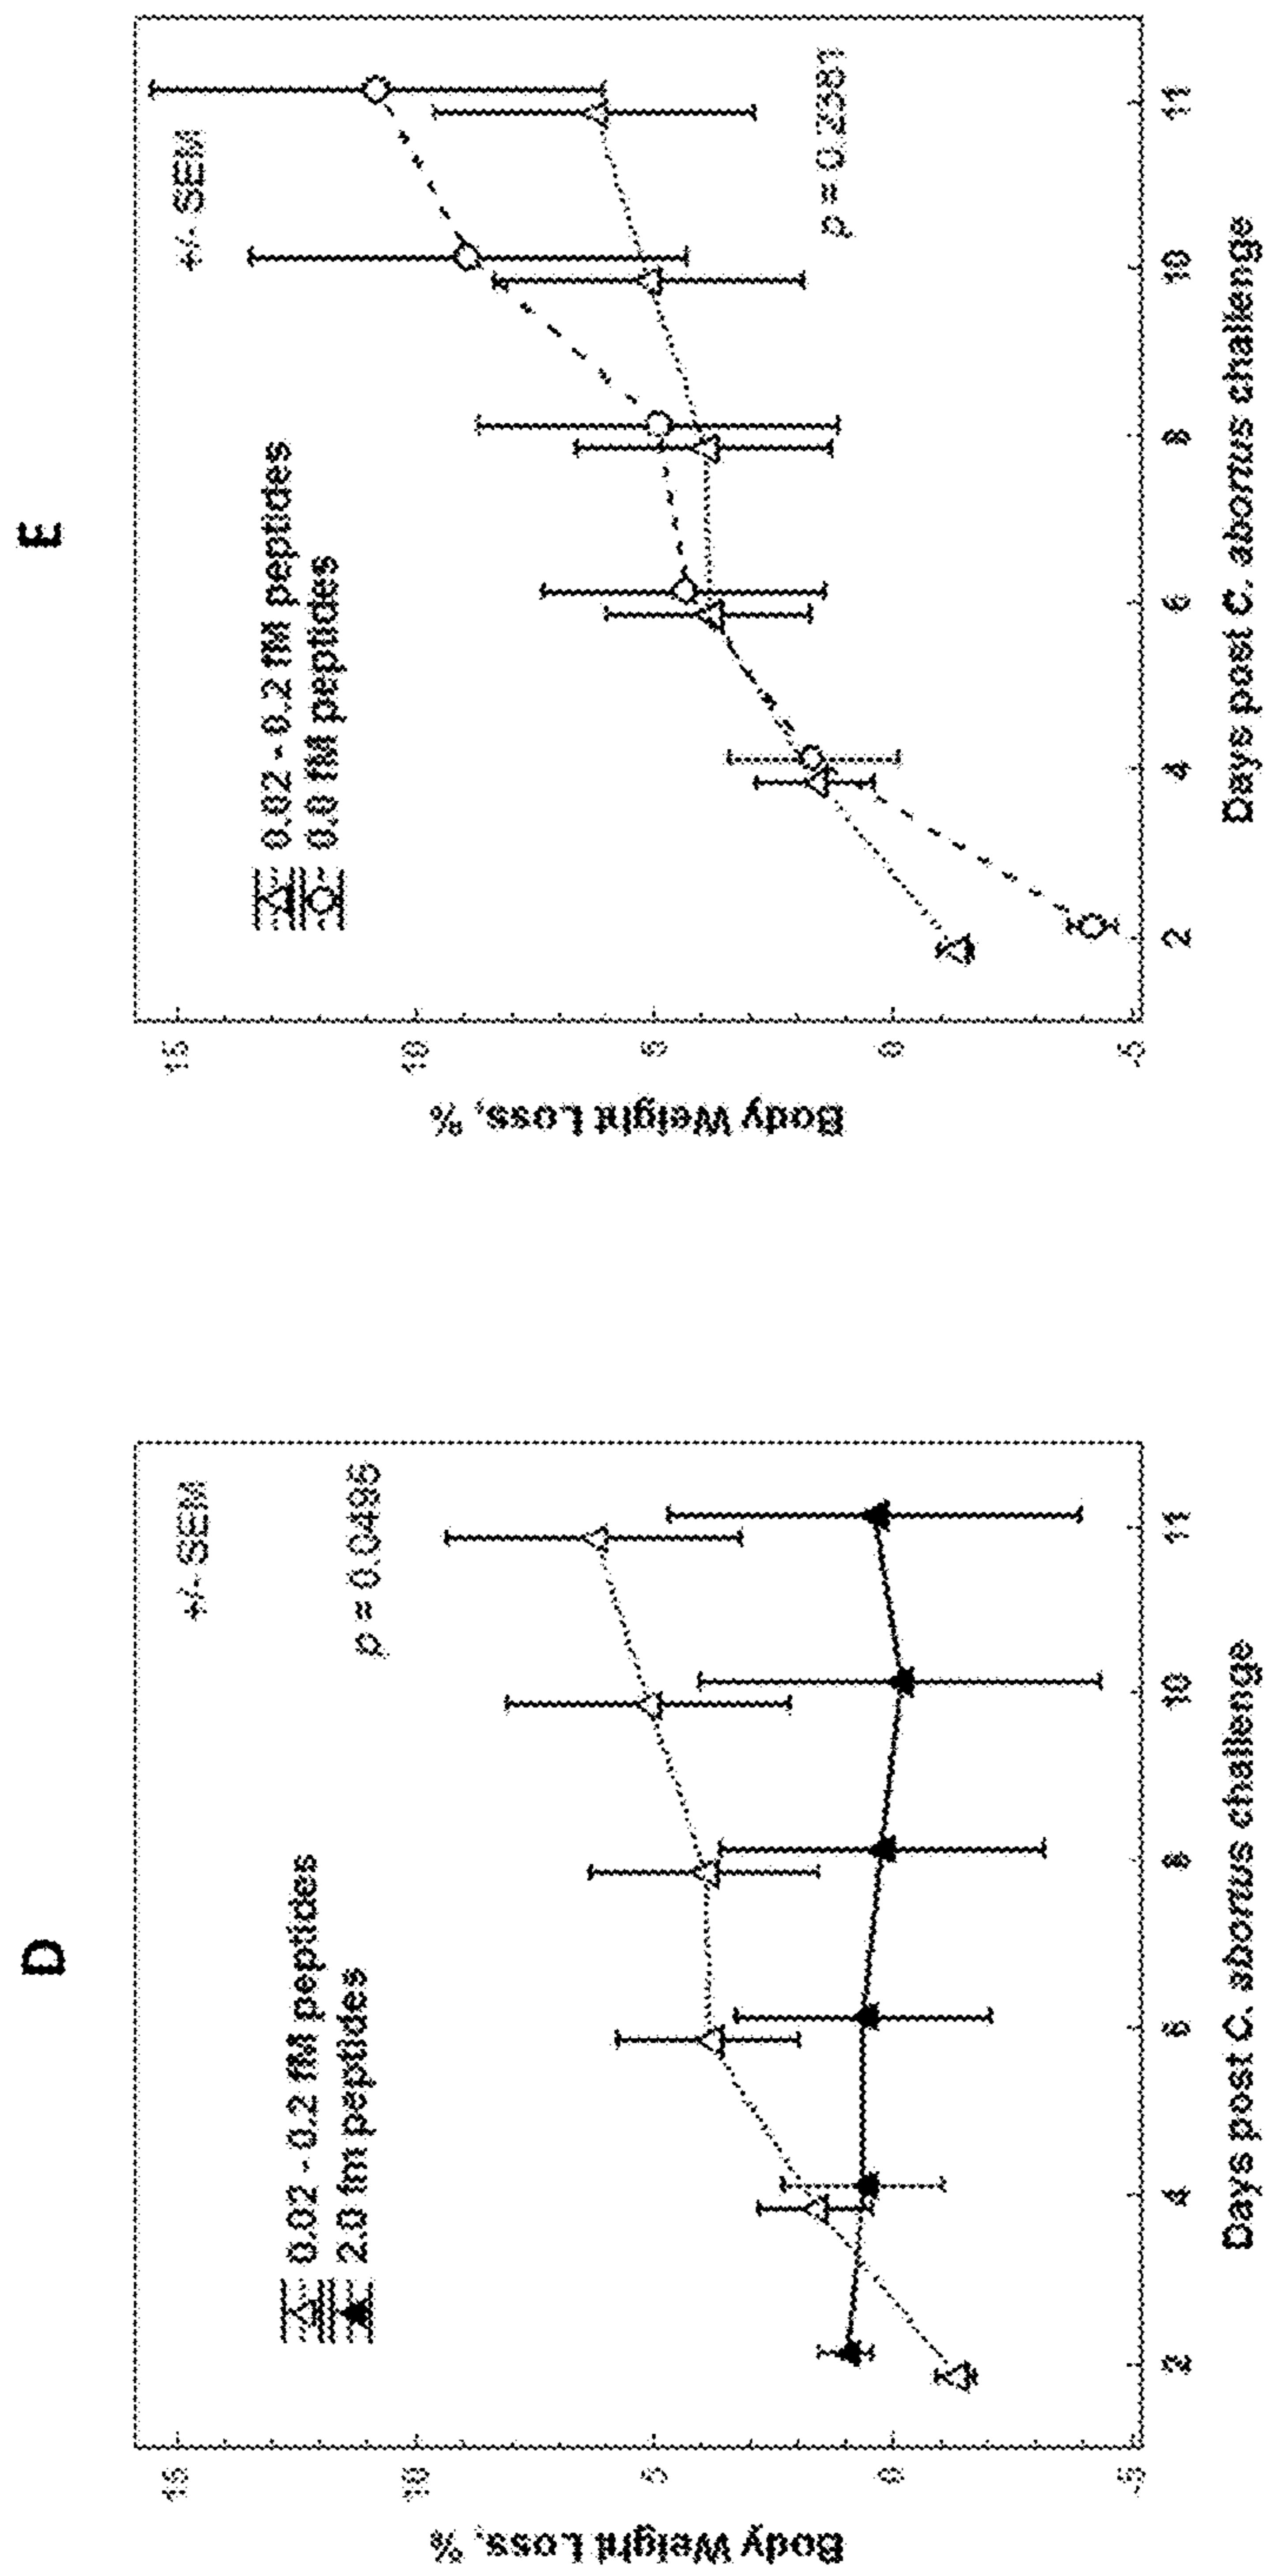 D
+/- SEM
0.02 - 0.2 fM peptides
2.0 fm peptides
p = 0.0495
Body Weight Loss, %
15
10
5
0
-5
2
4
6
8
10
11
Days post C. abortus challenge
E
+/- SEM
0.02 - 0.2 fM peptides
0.0 fM peptides
p = 0.2381
Body Weight Loss, %
15
10
5
0
-5
2
4
6
8
10
11
Days post C. abortus challenge